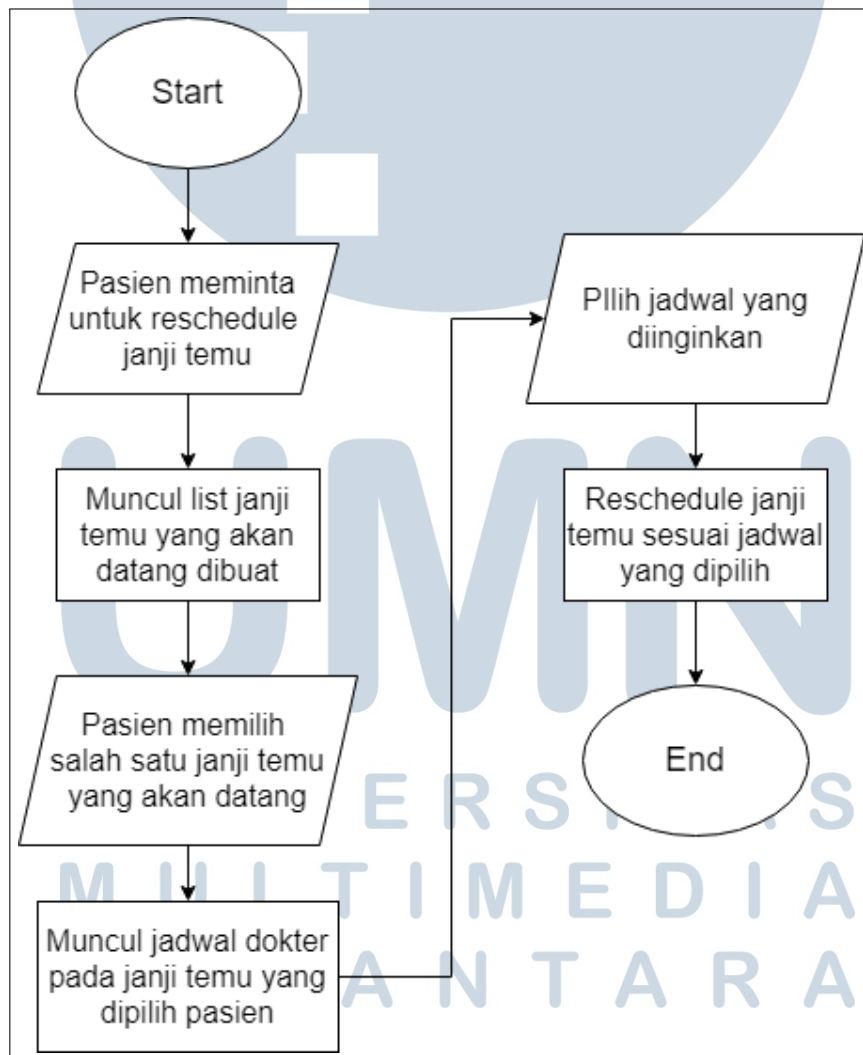 Start
Pasien meminta
untuk reschedule
janji temu
Muncul list janji
temu yang akan
datang dibuat
Pasien memilih
salah satu janji temu
yang akan datang
Muncul jadwal dokter
pada janji temu yang
dipilih pasien
PIlih jadwal yang
diinginkan
Reschedule janji
temu sesuai jadwal
yang dipilih
End
UMN
ERSITAS
MULTIMEDIA
ANTARA